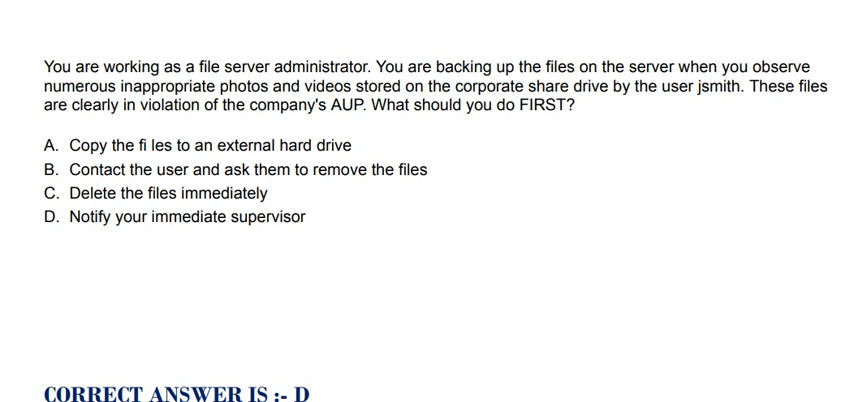 You are working as a file server administrator. You are backing up the files on the server when you observe
numerous inappropriate photos and videos stored on the corporate share drive by the user jsmith. These files
are clearly in violation of the company's AUP. What should you do FIRST?
A. Copy the fi les to an external hard drive
B. Contact the user and ask them to remove the files
C. Delete the files immediately
D. Notify your immediate supervisor
CORRECT ANSWER IS :- D